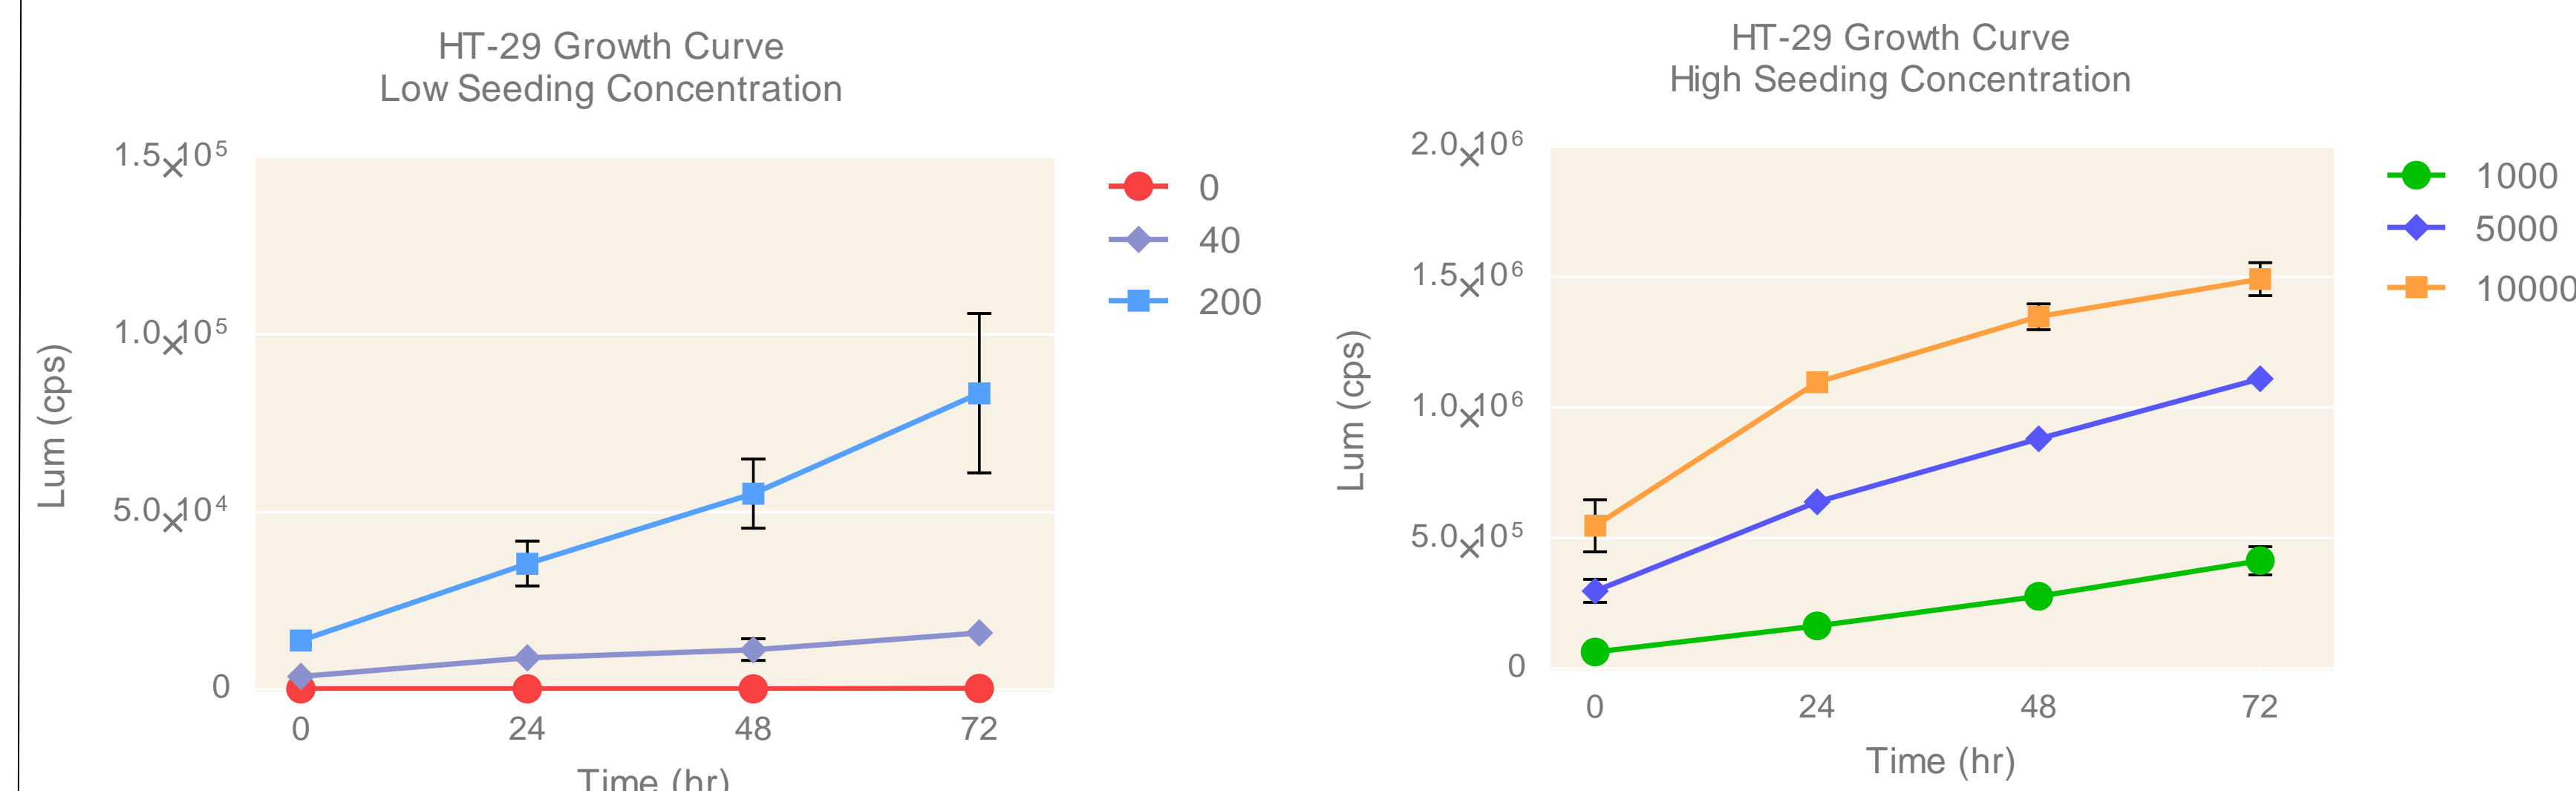 HT-29 Growth Curve
Low Seeding Concentration
1.5×10⁵
1.0×10⁵
5.0×10⁴
0
Lum (cps)
0 24 48 72
Time (hr)
0
40
200
HT-29 Growth Curve
High Seeding Concentration
2.0×10⁶
1.5×10⁶
1.0×10⁶
5.0×10⁵
0
Lum (cps)
0 24 48 72
Time (hr)
1000
5000
10000